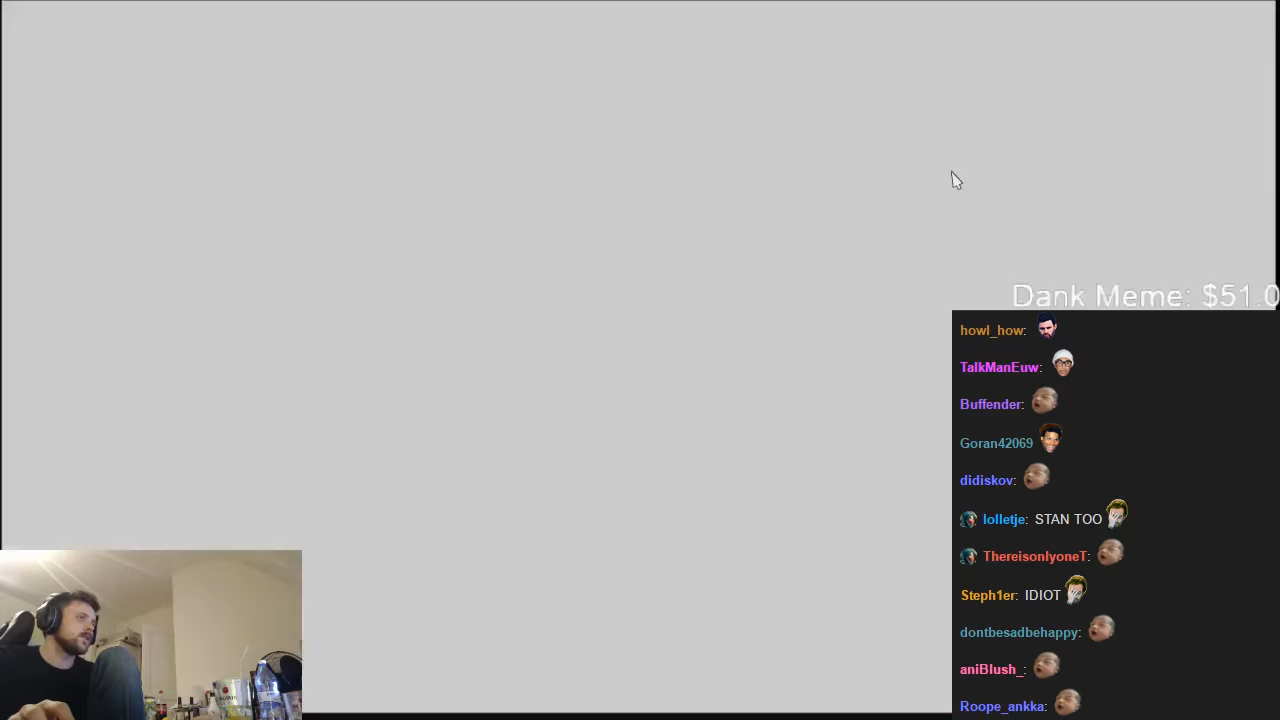 Dank Meme: $51.0
howl_how:
TalkManEuw:
Buffender:
Goran42069
didiskov:
lolletje: STAN TOO
ThereisonlyoneT:
Steph1er: IDIOT
dontbesadbehappy:
aniBlush_:
Roope_ankka: